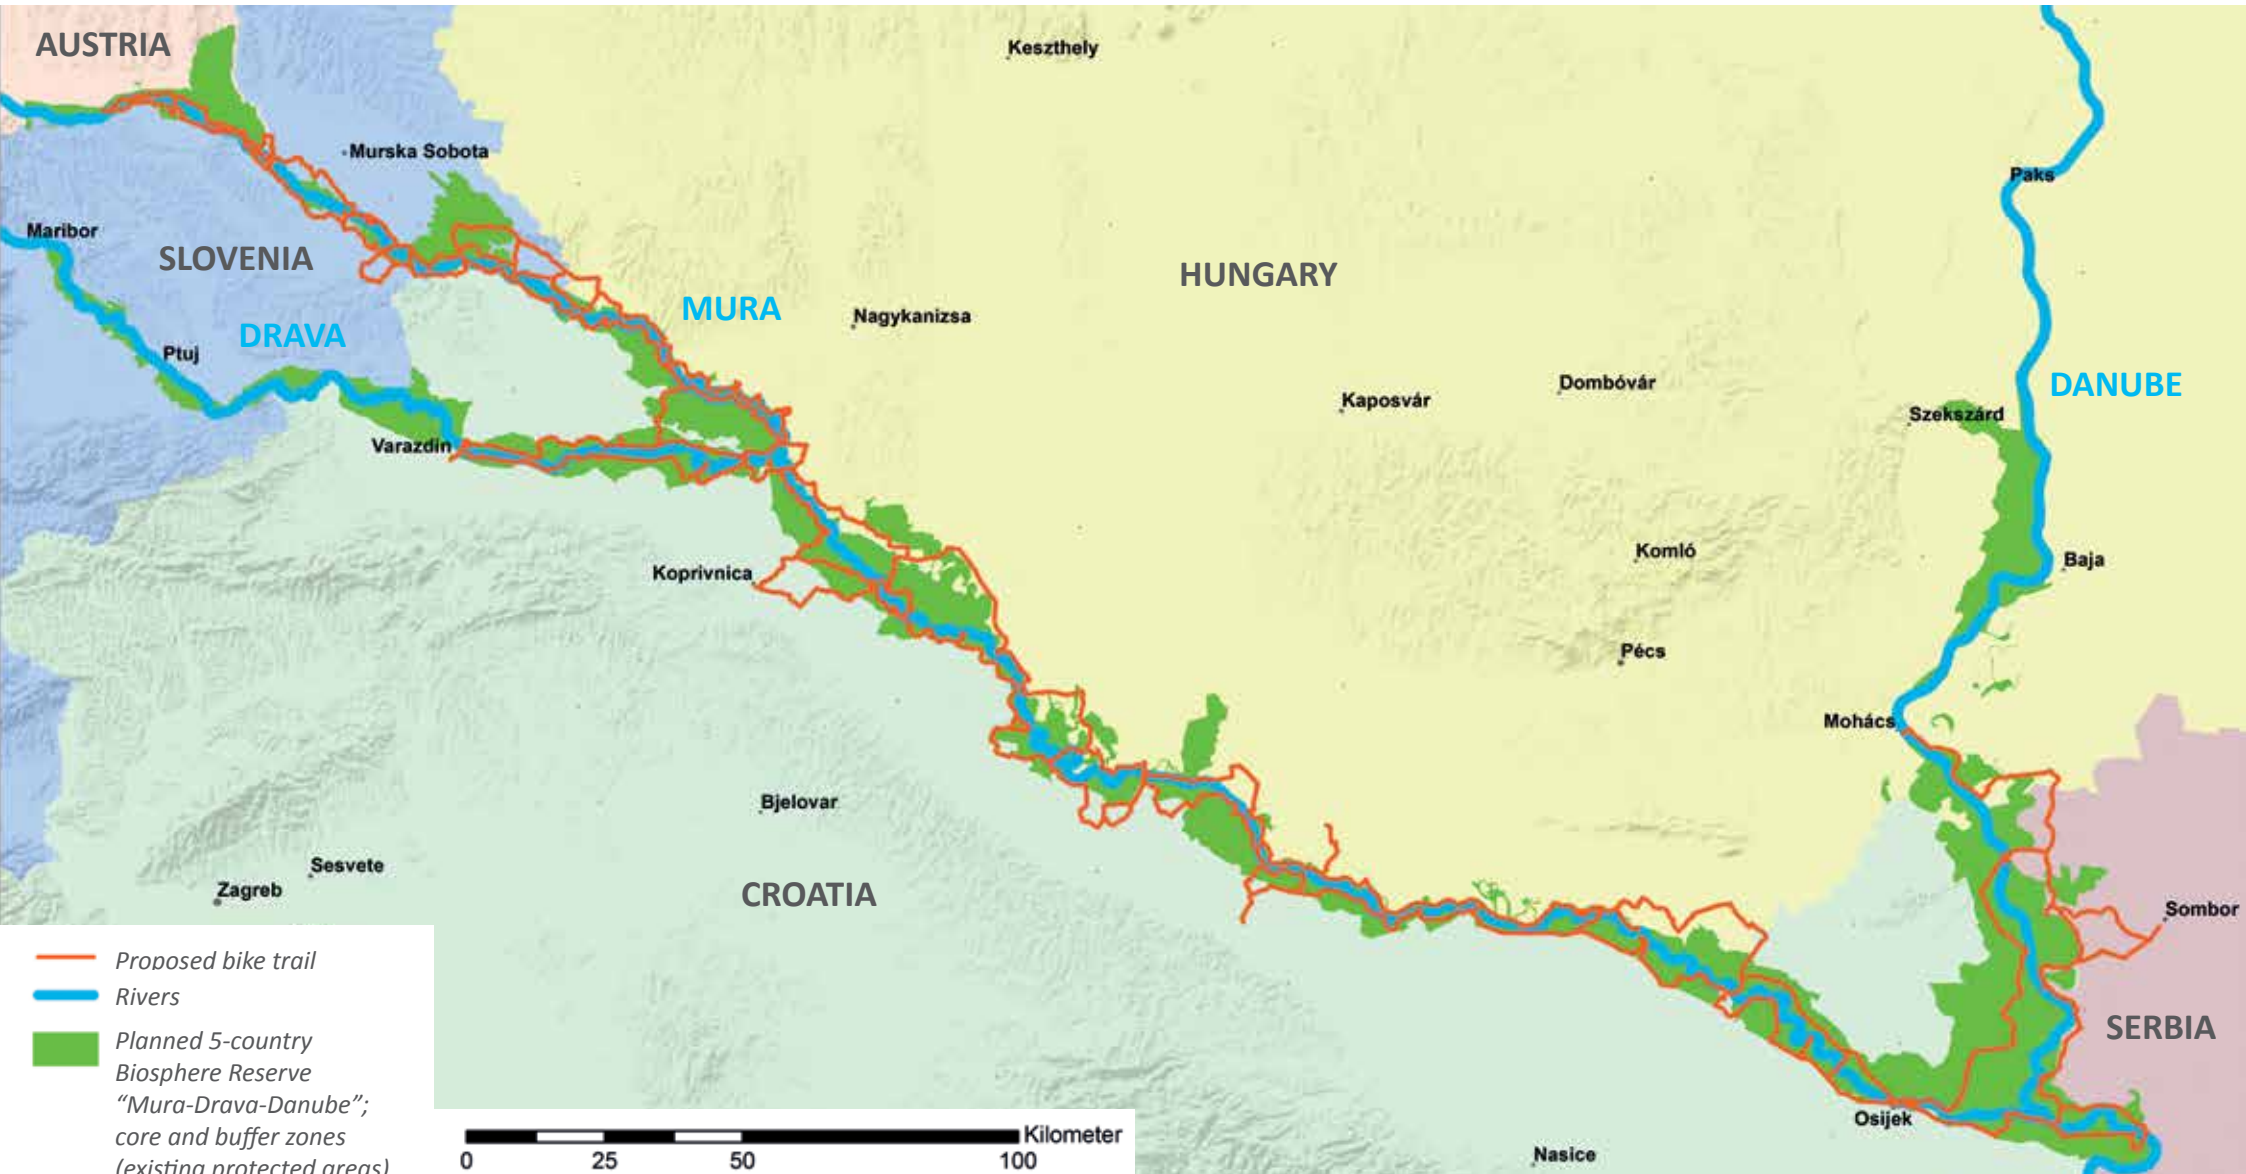 AUSTRIA
Keszthely
Murska Sobota
Paks
Maribor
SLOVENIA
HUNGARY
MURA
Nagykanizsa
DRAVA
Ptuj
Dombóvár
DANUBE
Kaposvár
Szekszárd
Varazdin
Komló
Baja
Koprivnica
Pécs
Mohács
Bjelovar
Sesvete
Zagreb
CROATIA
Sombor
SERBIA
Osijek
Nasice
Proposed bike trail
Rivers
Planned 5-country
Biosphere Reserve
“Mura-Drava-Danube”;
core and buffer zones
(existing protected areas)
Kilometer
0 25 50 100